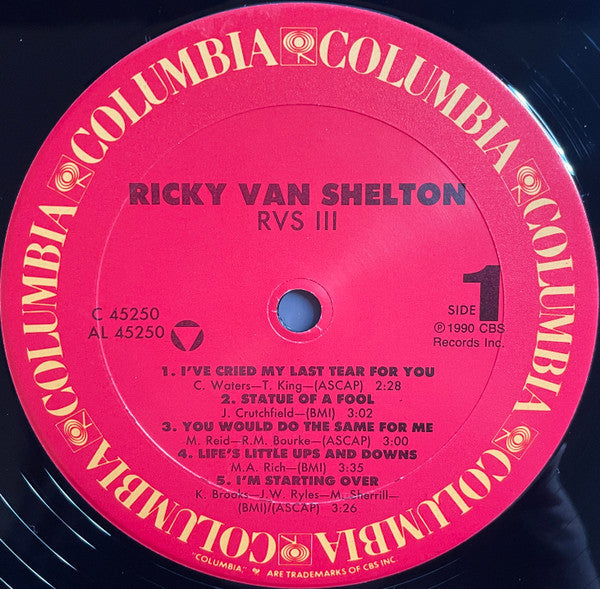 COLUMBIA COLUMBIA COLUMBIA COLUMBIA COLUMBIA COLUMBIA
RICKY VAN SHELTON
RVS III
C 45250
AL 45250
SIDE 1
℗ 1990 CBS
Records Inc.
1. I'VE CRIED MY LAST TEAR FOR YOU
C. Waters—T. King—(ASCAP) 2:28
2. STATUE OF A FOOL
J. Crutchfield—(BMI) 3:02
3. YOU WOULD DO THE SAME FOR ME
M. Reid—R.M. Bourke—(ASCAP) 3:00
4. LIFE'S LITTLE UPS AND DOWNS
M.A. Rich—(BMI) 3:35
5. I'M STARTING OVER
K. Brooks—J.W. Ryles—M. Sherrill—
(BMI)/(ASCAP) 3:26
"COLUMBIA," ARE TRADEMARKS OF CBS INC.